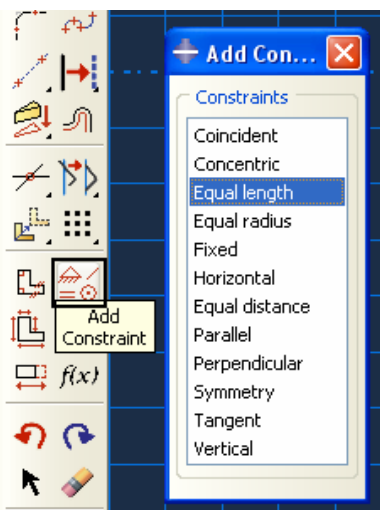 Add Con...
Constraints
Coincident
Concentric
Equal length
Equal radius
Fixed
Horizontal
Equal distance
Parallel
Perpendicular
Symmetry
Tangent
Vertical
Add
Constraint
f(x)